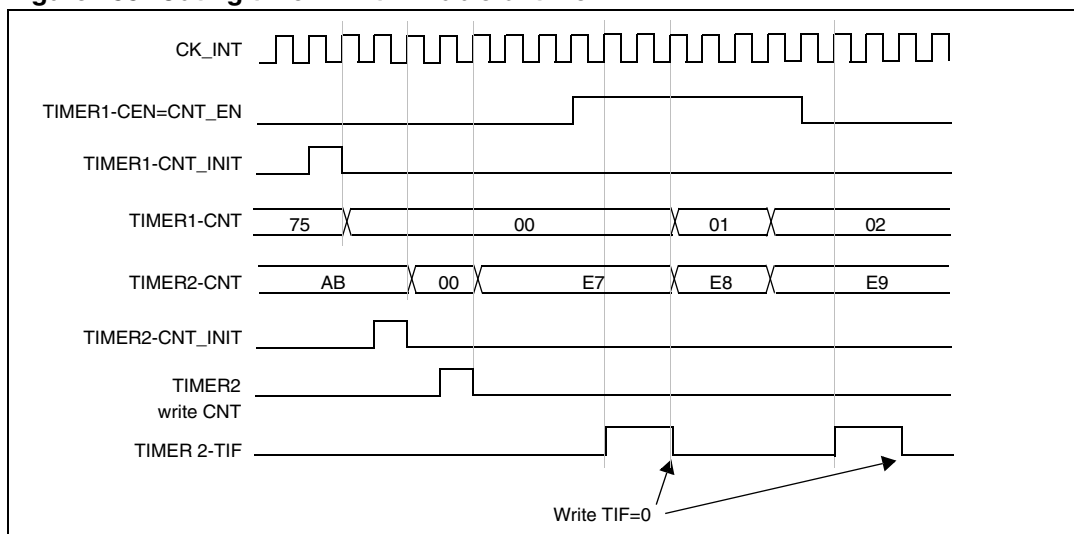 CK_INT
TIMER1-CEN=CNT_EN
TIMER1-CNT_INIT
TIMER1-CNT 75 00 01 02
TIMER2-CNT AB 00 E7 E8 E9
TIMER2-CNT_INIT
TIMER2
write CNT
TIMER 2-TIF
Write TIF=0